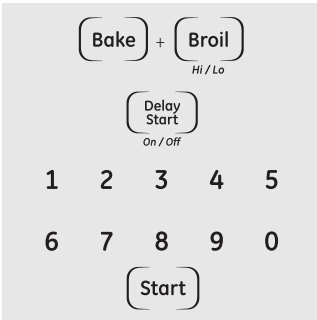 Bake + Broil
Hi / Lo
Delay
Start
On / Off
1 2 3 4 5
6 7 8 9 0
Start